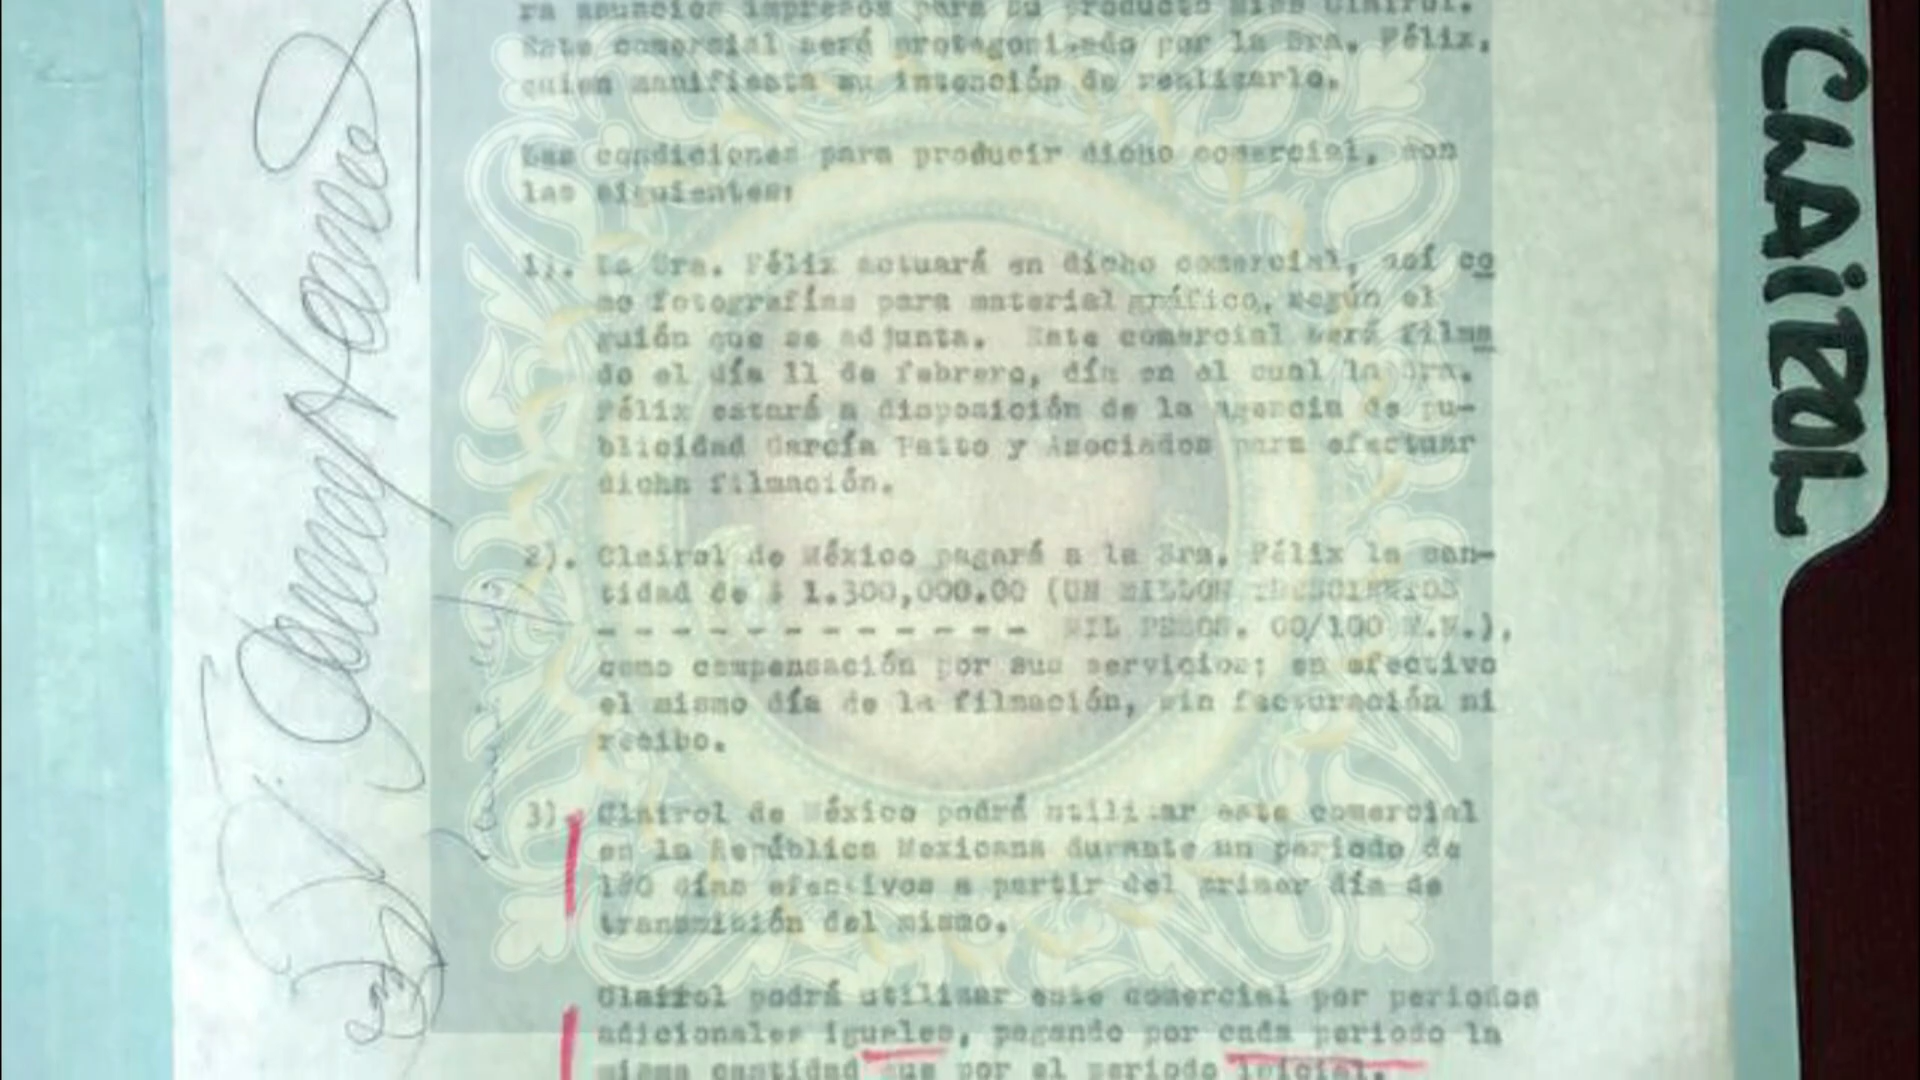 ra anuncios impresos para su producto Miss Clairol.
Este comercial será protagonizado por la Sra. Félix,
quien manifiesta su intención de realizarlo.
Las condiciones para producir dicho comercial, son
las siguientes:
1). La Sra. Félix actuará en dicho comercial, así co
mo fotografías para material gráfico, según el
guión que se adjunta. Este comercial será filma
do el día 11 de febrero, día en el cual la Sra.
Félix estará a disposición de la agencia de pu-
blicidad García Patto y Asociados para efectuar
dicha filmación.
2). Clairol de México pagará a la Sra. Félix la can-
tidad de $ 1.300,000.00 (UN MILLON TRESCIENTOS
- - - - - - - - - - - - MIL PESOS. 00/100 M.N.),
como compensación por sus servicios; en efectivo
el mismo día de la filmación, sin facturación ni
recibo.
3). Clairol de México podrá utilizar este comercial
en la República Mexicana durante un periodo de
180 días efectivos a partir del primer día de
transmisión del mismo.
Clairol podrá utilizar este comercial por periodos
adicionales iguales, pagando por cada periodo la
misma cantidad que por el periodo inicial.
CLAiROL